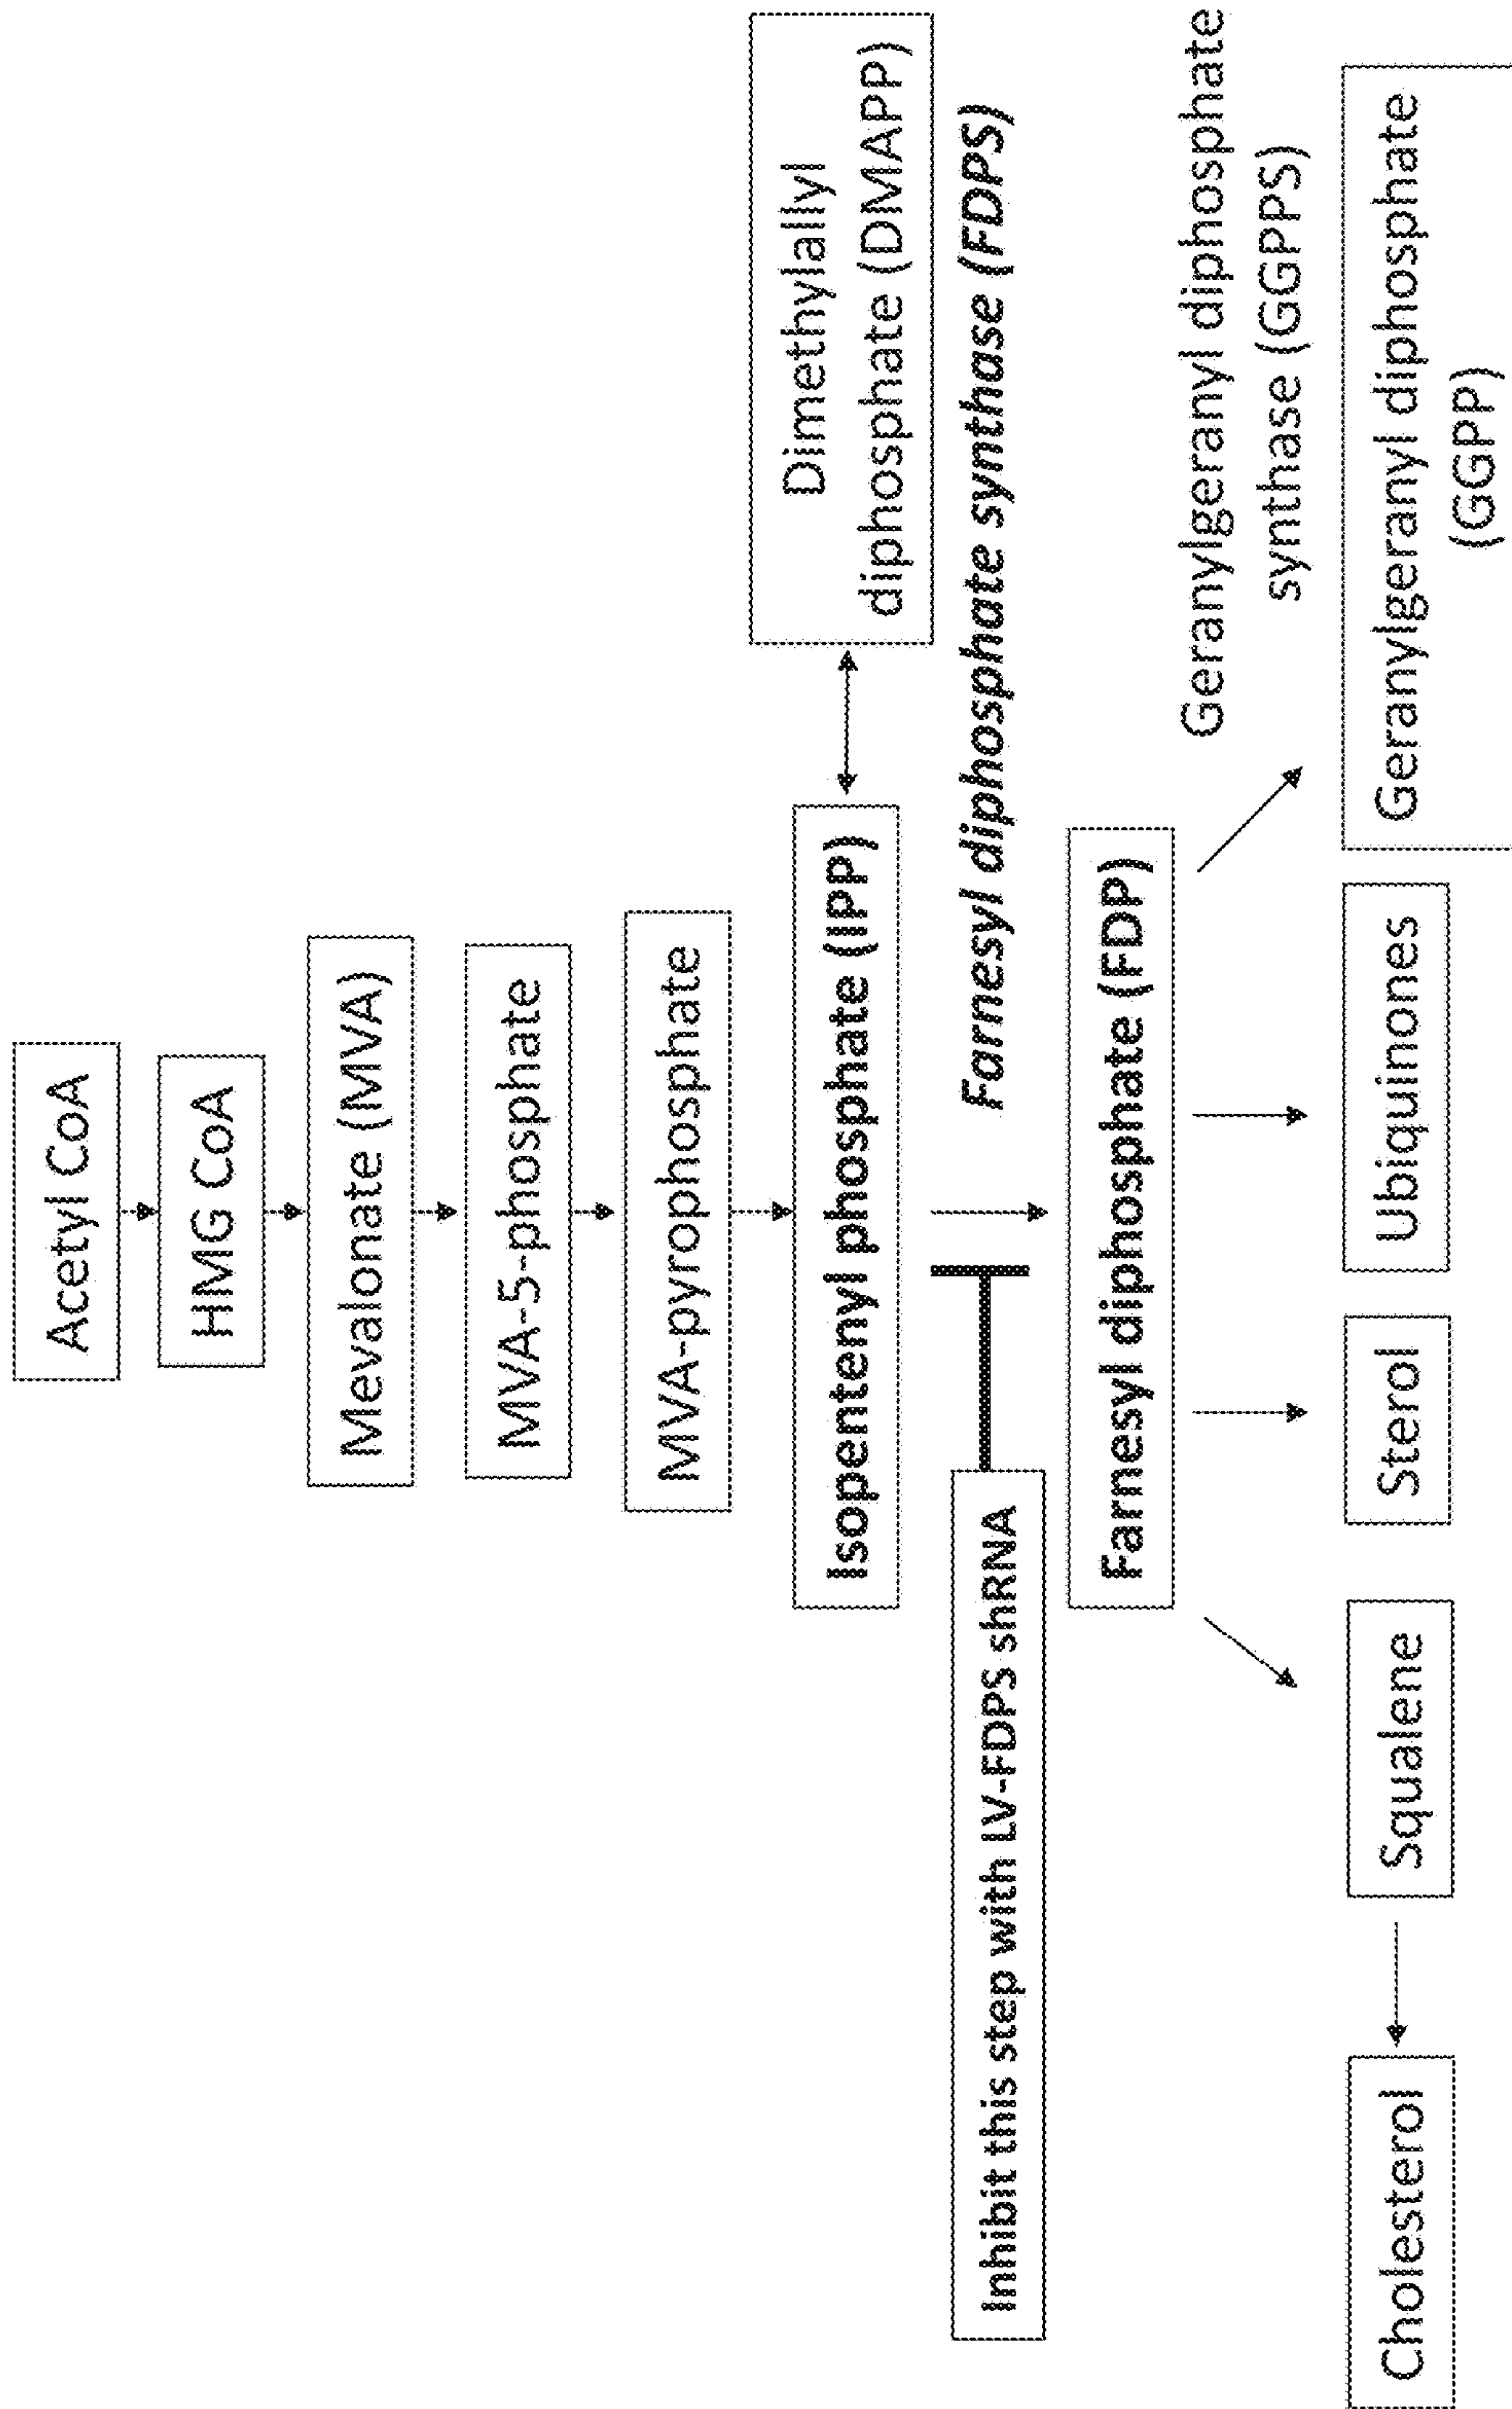 Acetyl CoA
HMG CoA
Mevalonate (MVA)
MVA-5-phosphate
MVA-pyrophosphate
Isopentenyl phosphate (IPP)
Dimethylallyl
diphosphate (DMAPP)
Inhibit this step with LV-FDPS shRNA
Farnesyl diphosphate synthase (FDPS)
Farnesyl diphosphate (FDP)
Geranylgeranyl diphosphate
synthase (GGPPS)
Cholesterol
Squalene
Sterol
Ubiquinones
Geranylgeranyl diphosphate
(GGPP)